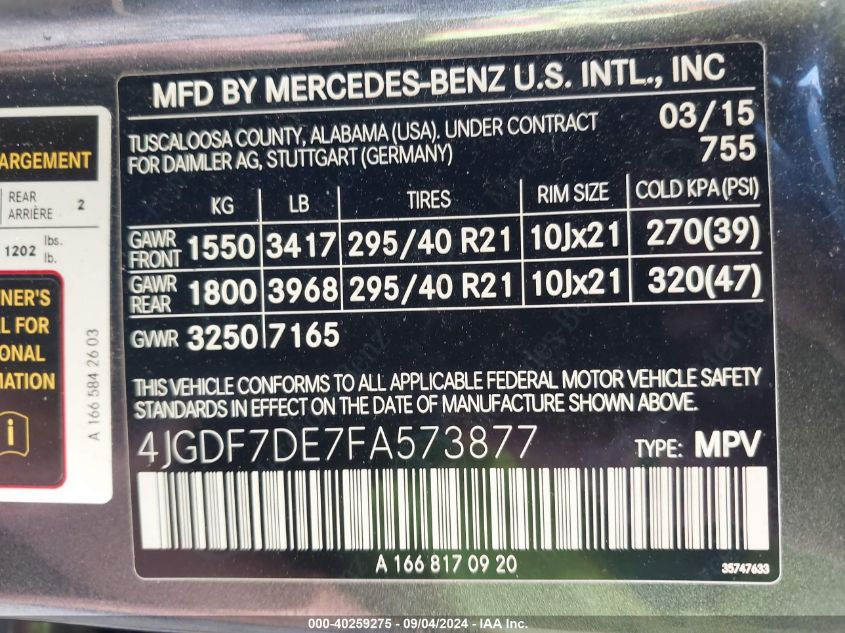 ARGEMENT
REAR
ARRIÈRE 2
1202 lbs.
lb.
NER'S
L FOR
ONAL
MATION
A 166 584 26 03
MFD BY MERCEDES-BENZ U.S. INTL., INC
TUSCALOOSA COUNTY, ALABAMA (USA). UNDER CONTRACT 03/15
FOR DAIMLER AG, STUTTGART (GERMANY) 755
KG LB TIRES RIM SIZE COLD KPA(PSI)
GAWR FRONT 1550 3417 295/40 R21 10Jx21 270(39)
GAWR REAR 1800 3968 295/40 R21 10Jx21 320(47)
GVWR 3250 7165
THIS VEHICLE CONFORMS TO ALL APPLICABLE FEDERAL MOTOR VEHICLE SAFETY
STANDARDS IN EFFECT ON THE DATE OF MANUFACTURE SHOWN ABOVE.
4JGDF7DE7FA573877 TYPE: MPV
A 166 817 09 20 35747633
000-40259275 - 09/04/2024 - IAA Inc.